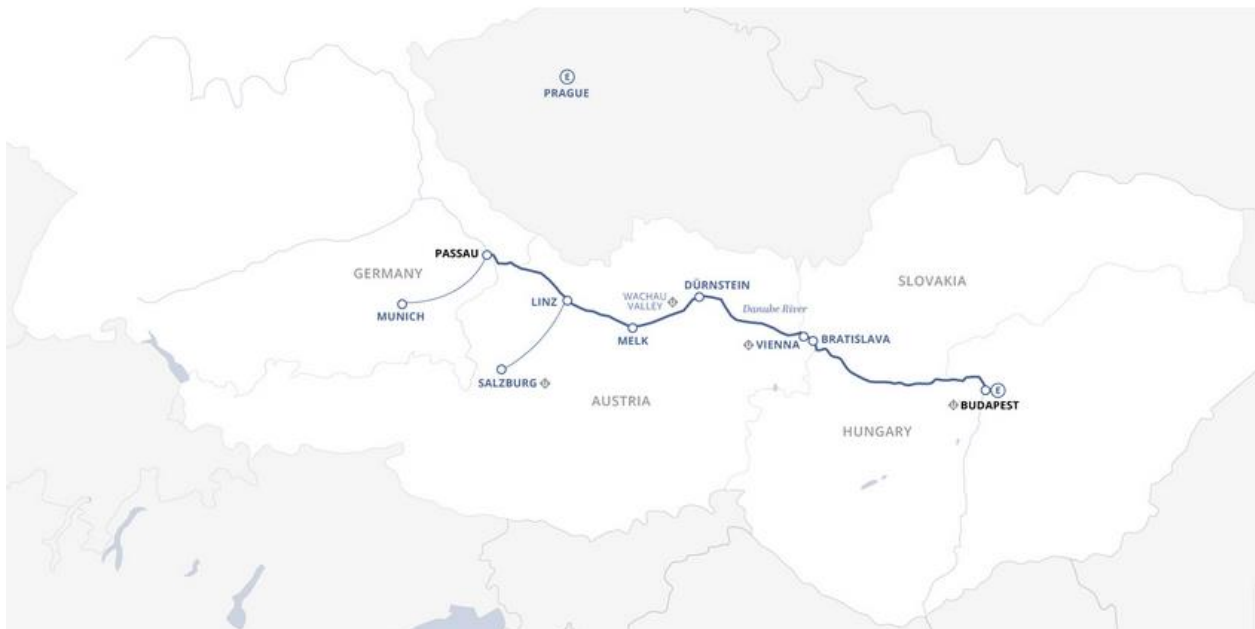 E
PRAGUE
PASSAU
GERMANY
MUNICH
LINZ
SALZBURG
WACHAU
VALLEY
MELK
DÜRNSTEIN
Danube River
VIENNA
BRATISLAVA
SLOVAKIA
AUSTRIA
HUNGARY
E
BUDAPEST